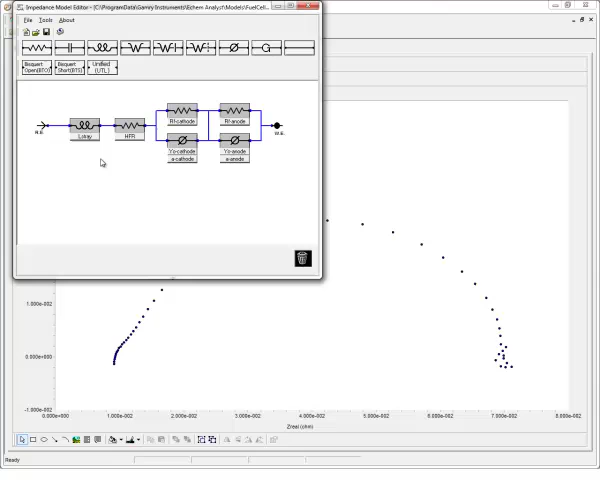 Impedance Model Editor - [C:\ProgramData\Gamry Instruments\Echem Analyst\Models\FuelCell...
File Tools About
Bisquert Open(BTO) Bisquert Short(BTS) Unified (UTL)
Rf-cathode Rf-anode
R.E. W.E.
Lstray HFR
Yo-cathode Yo-anode
a-cathode a-anode
1.000e-002
0.000e+000
-1.000e-002
0.000e+000 1.000e-002 2.000e-002 3.000e-002 4.000e-002 5.000e-002 6.000e-002 7.000e-002 8.000e-002
Zreal (ohm)
Ready